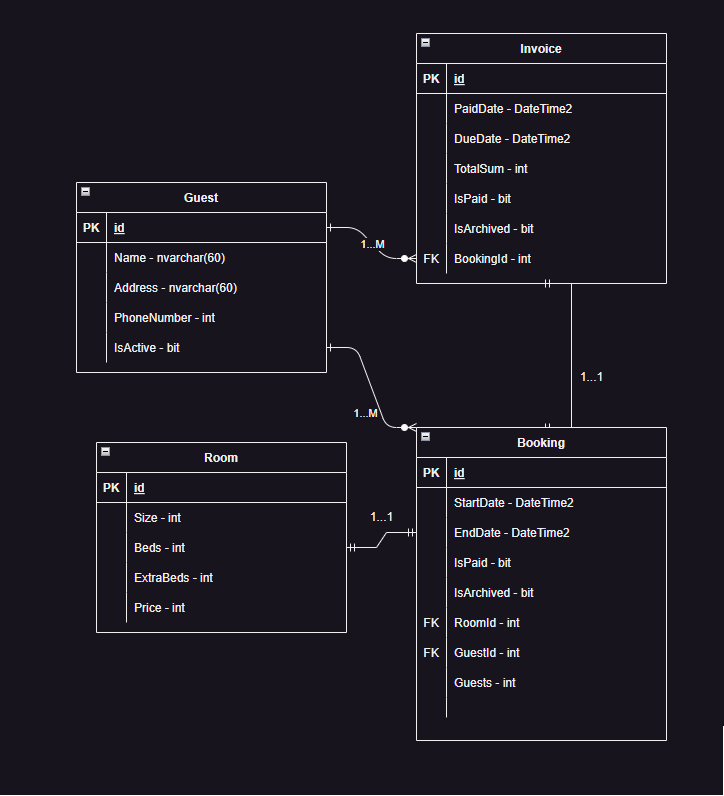 Invoice
PK id
PaidDate - DateTime2
DueDate - DateTime2
TotalSum - int
IsPaid - bit
IsArchived - bit
FK BookingId - int
Guest
PK id
Name - nvarchar(60)
Address - nvarchar(60)
PhoneNumber - int
IsActive - bit
1...M
1...M
1...1
Room
PK id
Size - int
Beds - int
ExtraBeds - int
Price - int
1...1
Booking
PK id
StartDate - DateTime2
EndDate - DateTime2
IsPaid - bit
IsArchived - bit
FK RoomId - int
FK GuestId - int
Guests - int